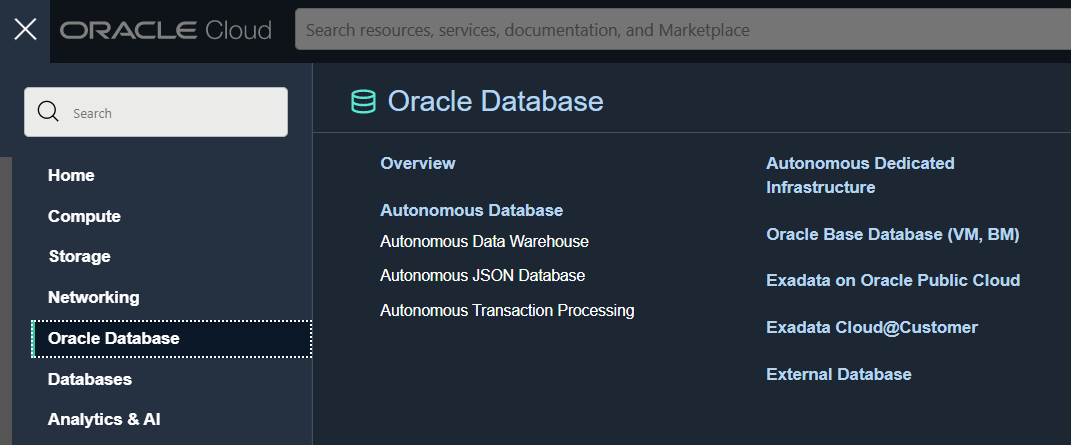 ORACLE Cloud
Search resources, services, documentation, and Marketplace
Search
Home
Compute
Storage
Networking
Oracle Database
Databases
Analytics & AI
Oracle Database
Overview
Autonomous Database
Autonomous Data Warehouse
Autonomous JSON Database
Autonomous Transaction Processing
Autonomous Dedicated
Infrastructure
Oracle Base Database (VM, BM)
Exadata on Oracle Public Cloud
Exadata Cloud@Customer
External Database